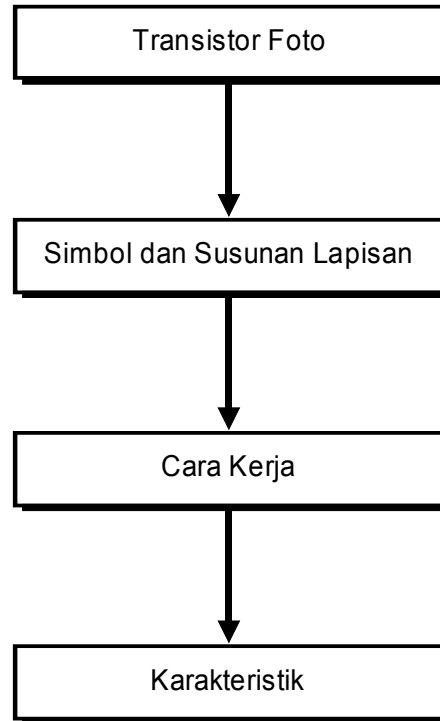 Transistor Foto
Simbol dan Susunan Lapisan
Cara Kerja
Karakteristik